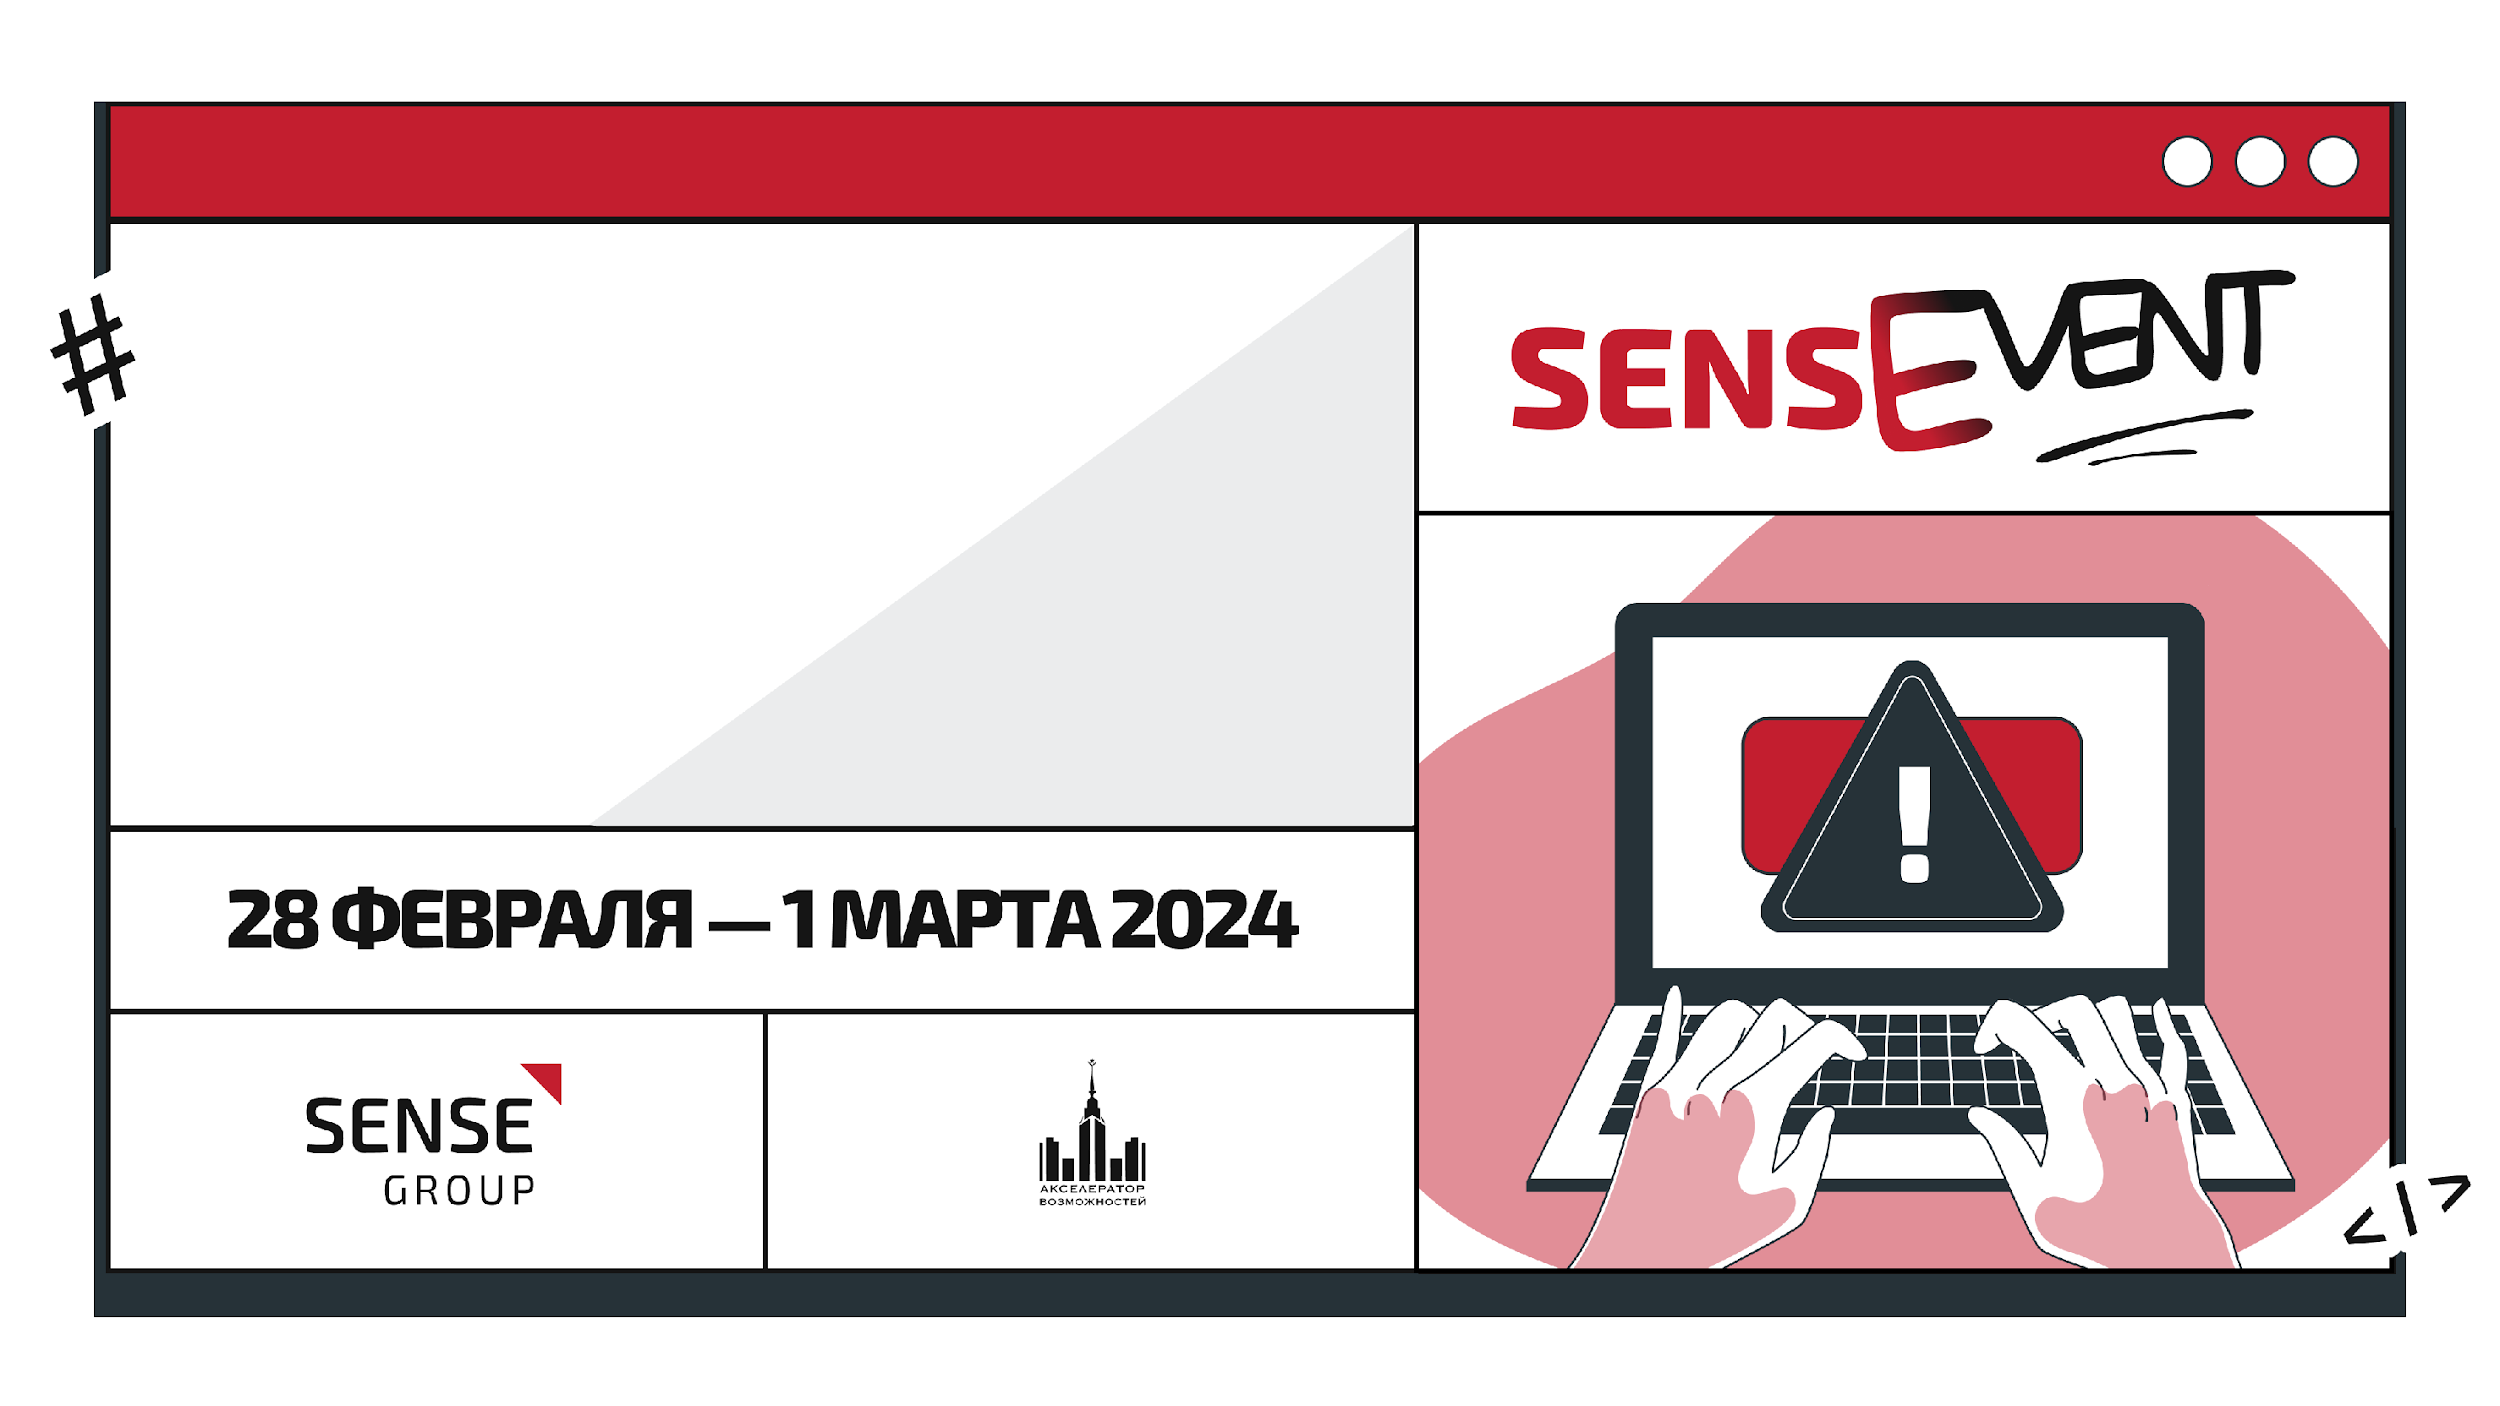 #
SENSEVENT
!
28 ФЕВРАЛЯ — 1 МАРТА 2024
SENSE
GROUP
АКСЕЛЕРАТОР
ВОЗМОЖНОСТЕЙ
</>